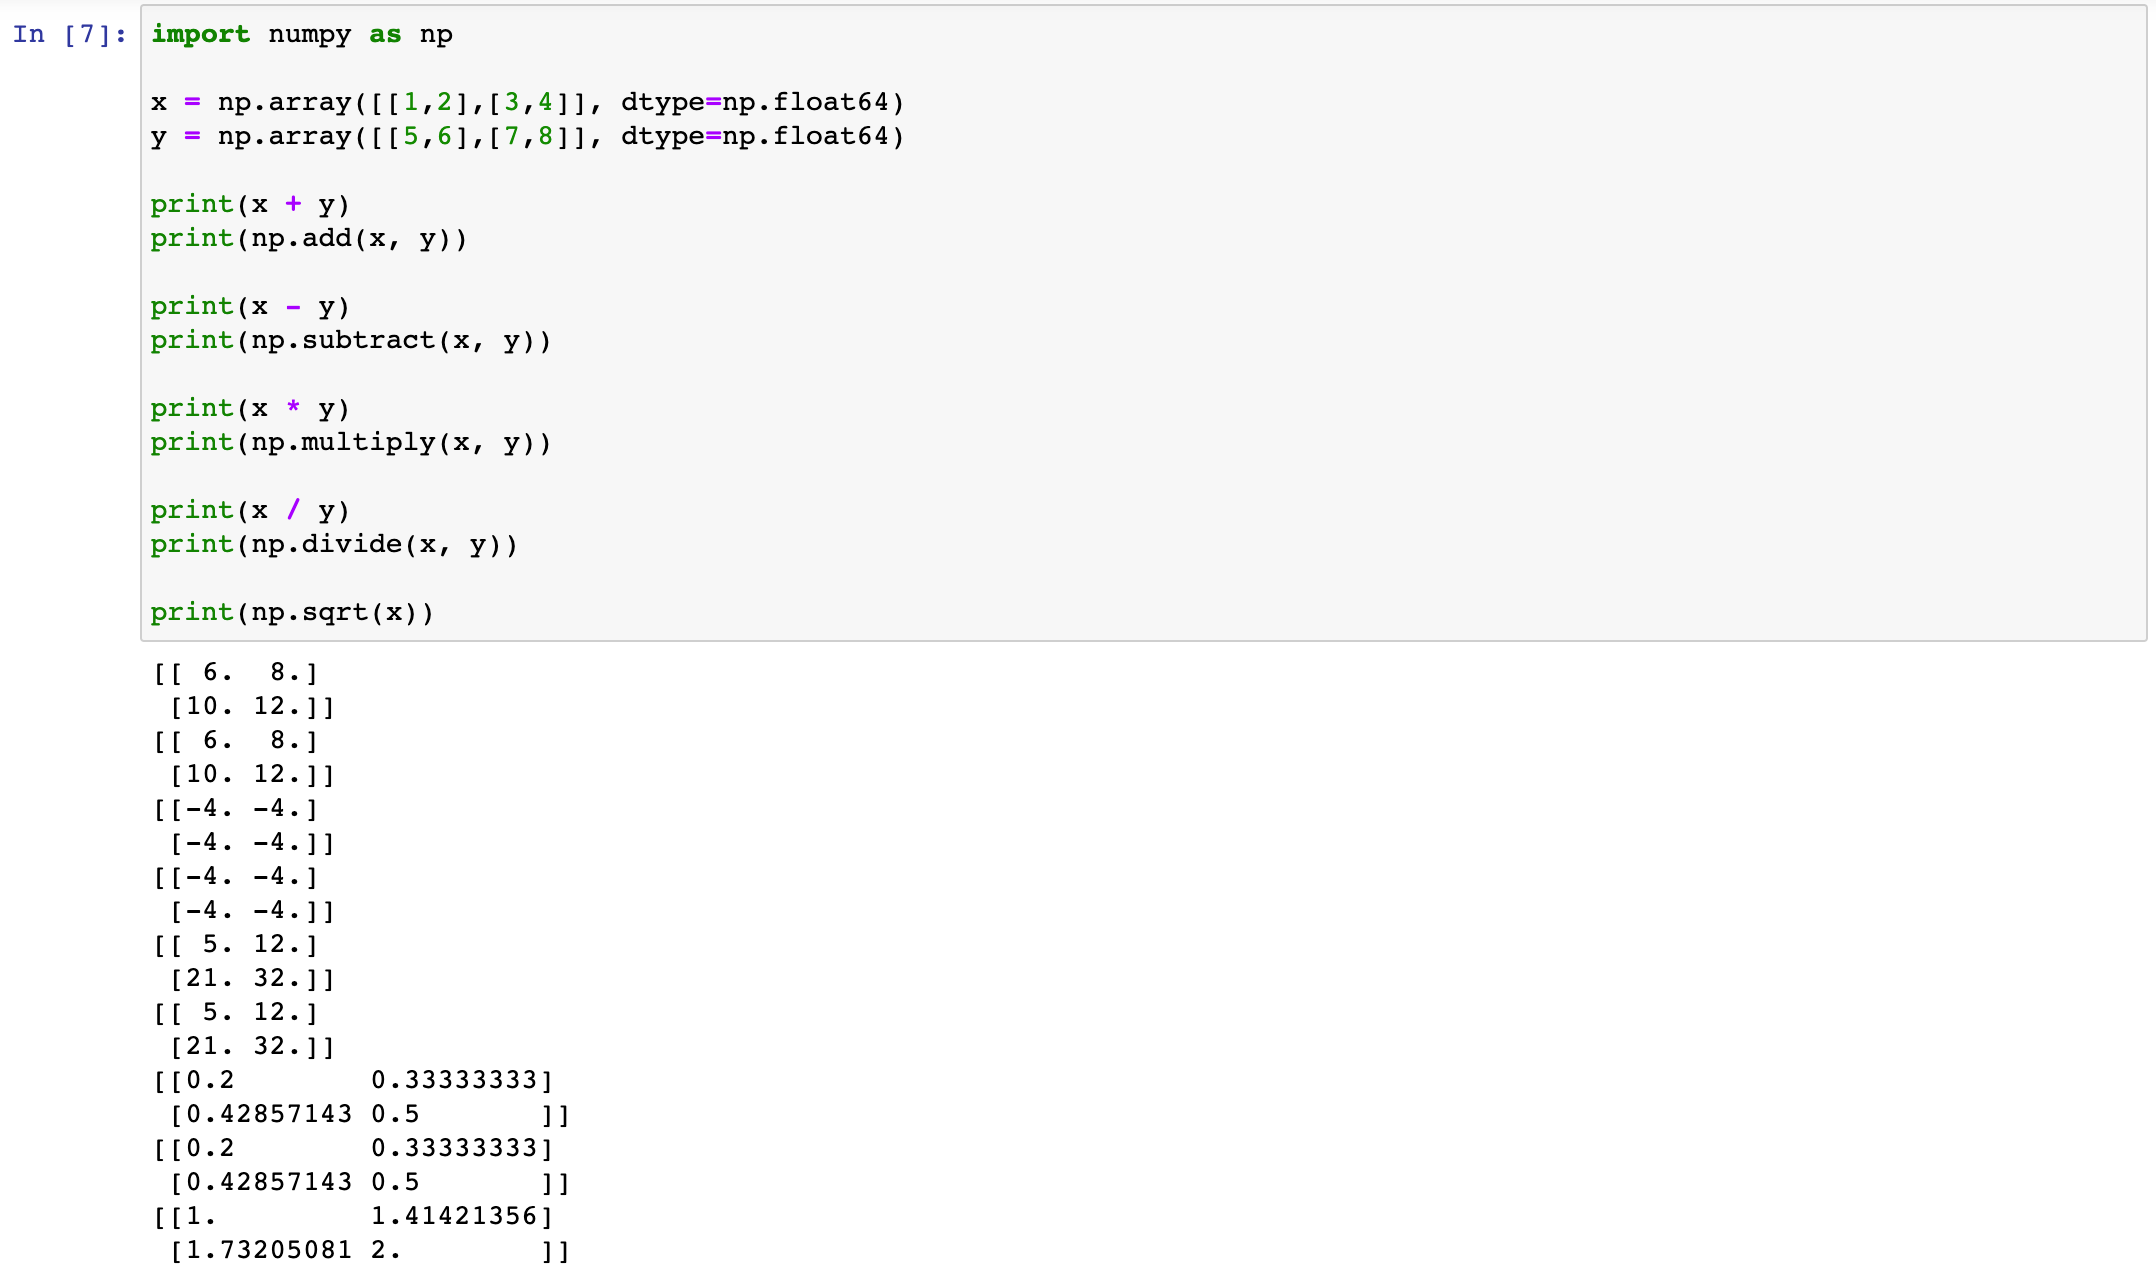 In [7]: import numpy as np

x = np.array([[1,2],[3,4]], dtype=np.float64)
y = np.array([[5,6],[7,8]], dtype=np.float64)

print(x + y)
print(np.add(x, y))

print(x - y)
print(np.subtract(x, y))

print(x * y)
print(np.multiply(x, y))

print(x / y)
print(np.divide(x, y))

print(np.sqrt(x))

[[ 6.  8.]
 [10. 12.]]
[[ 6.  8.]
 [10. 12.]]
[[-4. -4.]
 [-4. -4.]]
[[-4. -4.]
 [-4. -4.]]
[[ 5. 12.]
 [21. 32.]]
[[ 5. 12.]
 [21. 32.]]
[[0.2        0.33333333]
 [0.42857143 0.5       ]]
[[0.2        0.33333333]
 [0.42857143 0.5       ]]
[[1.         1.41421356]
 [1.73205081 2.        ]]